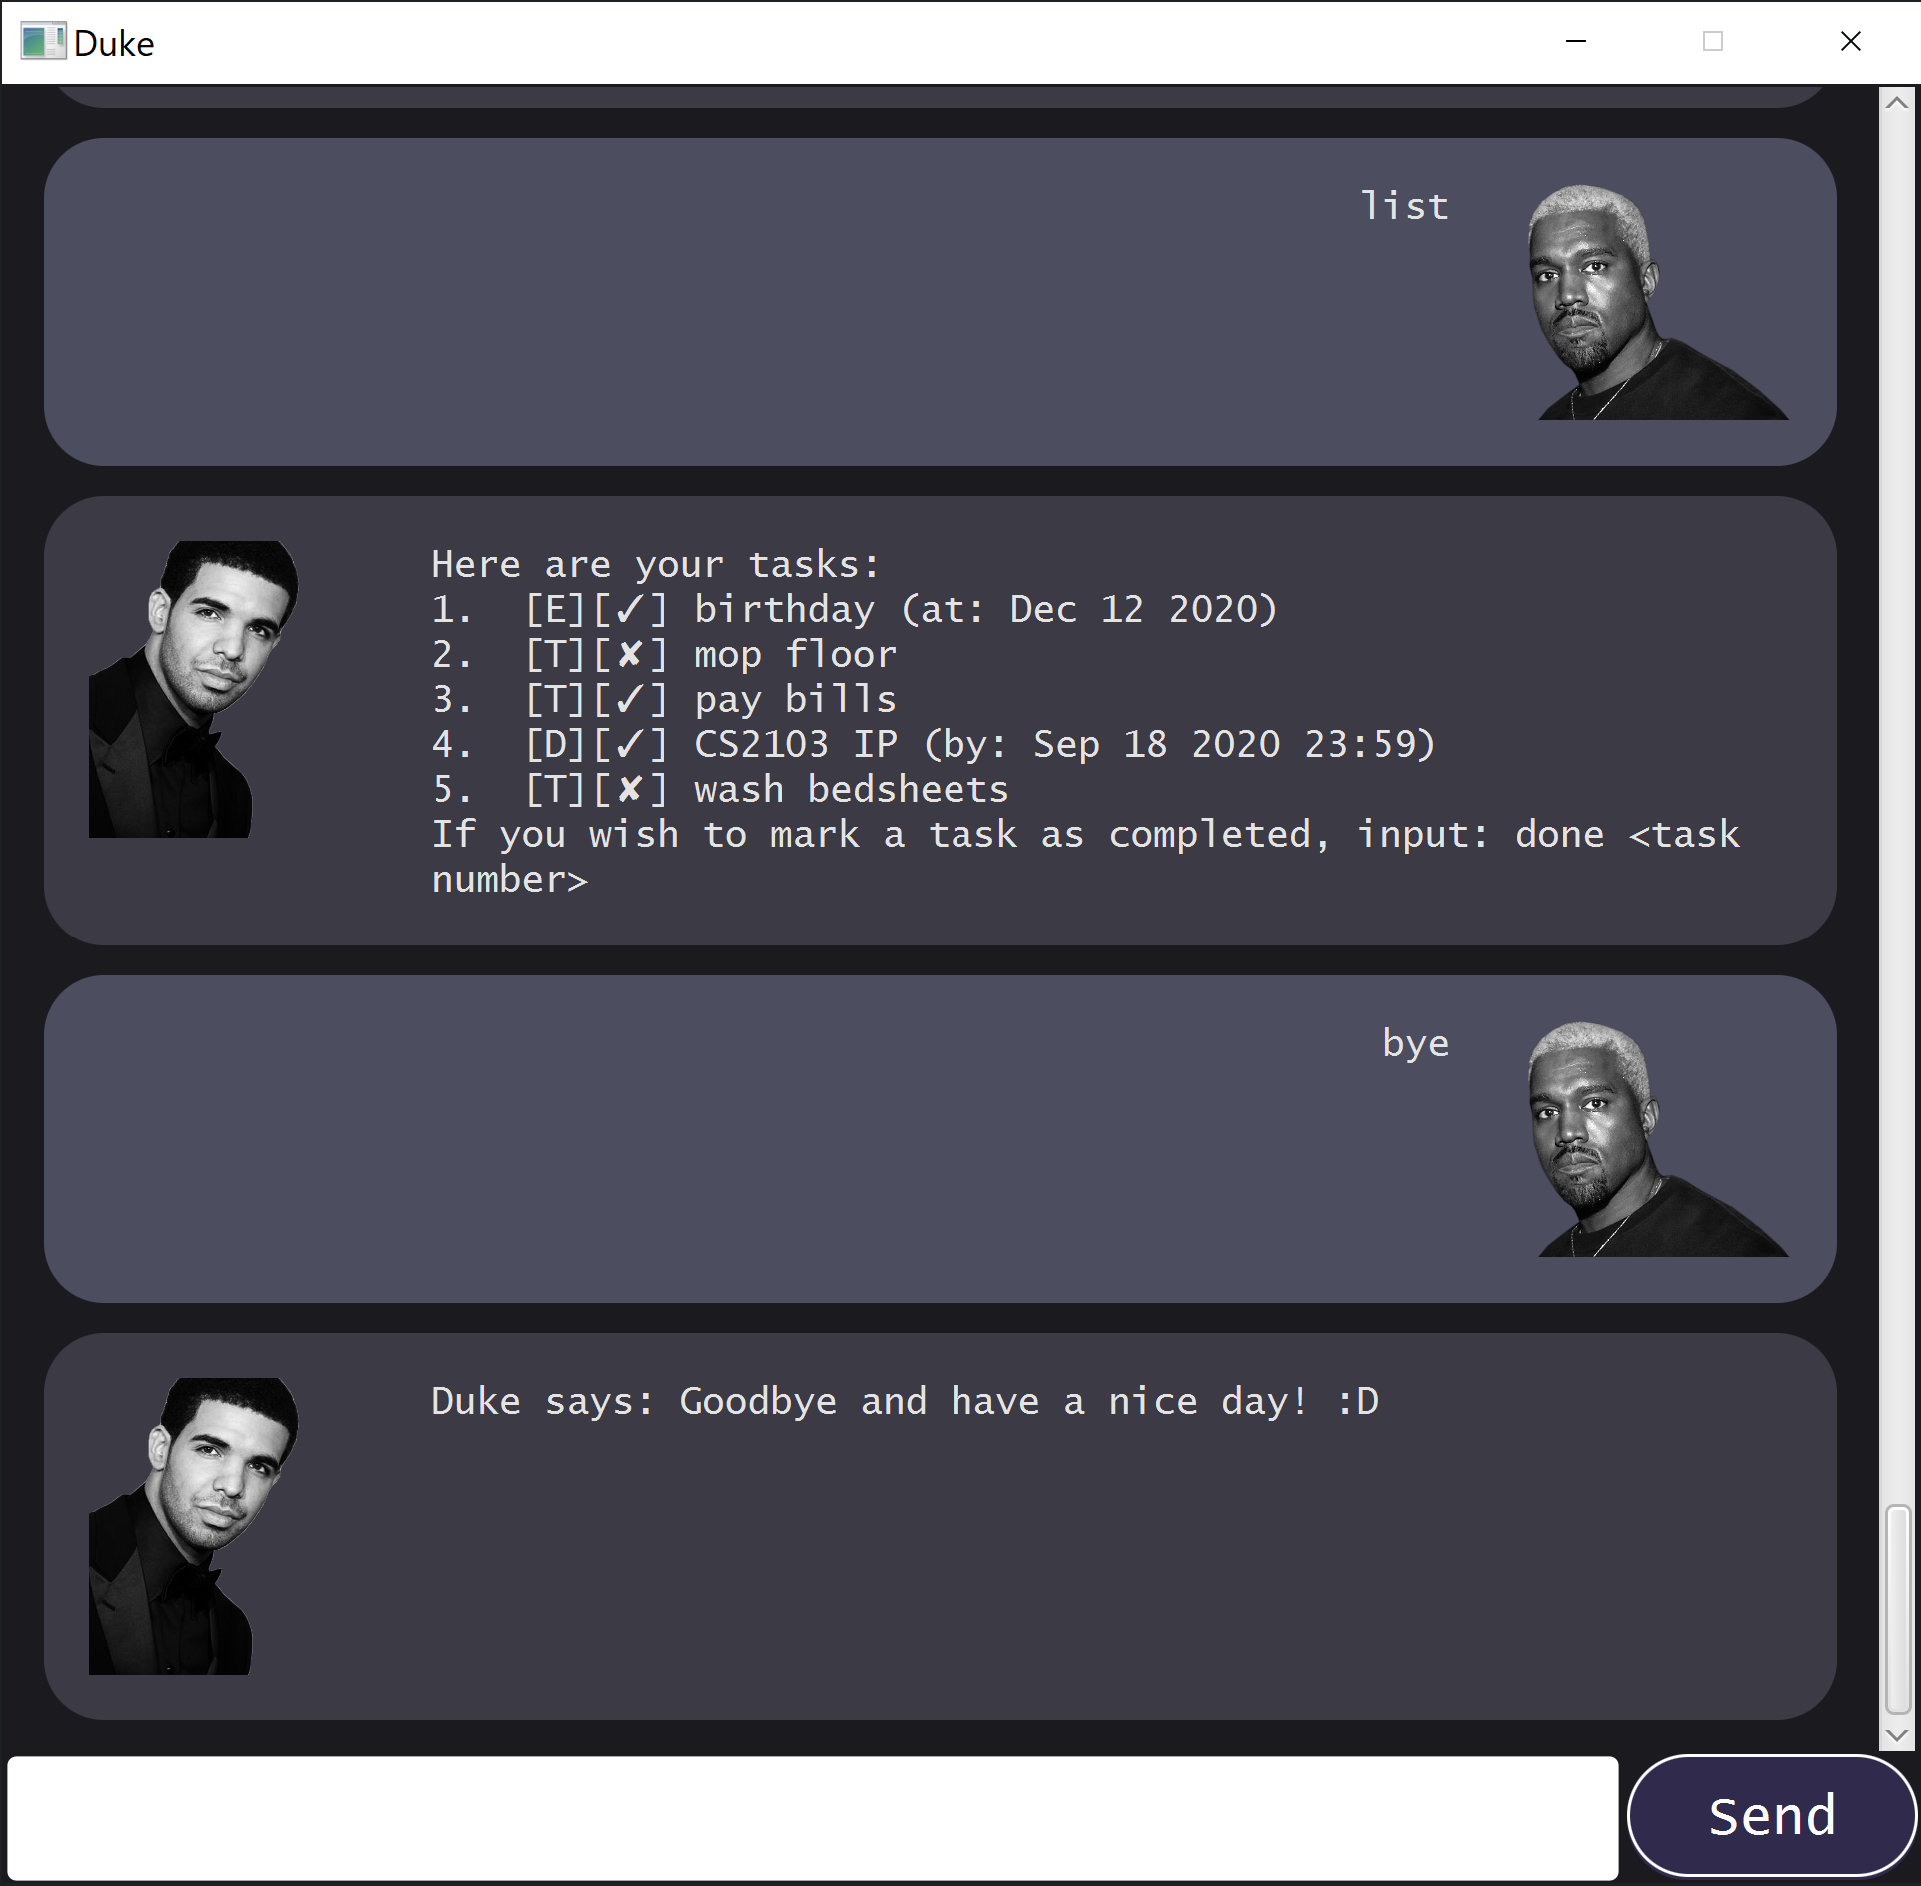 Duke
list
Here are your tasks:
1.  [E][✓] birthday (at: Dec 12 2020)
2.  [T][✘] mop floor
3.  [T][✓] pay bills
4.  [D][✓] CS2103 IP (by: Sep 18 2020 23:59)
5.  [T][✘] wash bedsheets
If you wish to mark a task as completed, input: done <task
number>
bye
Duke says: Goodbye and have a nice day! :D
Send